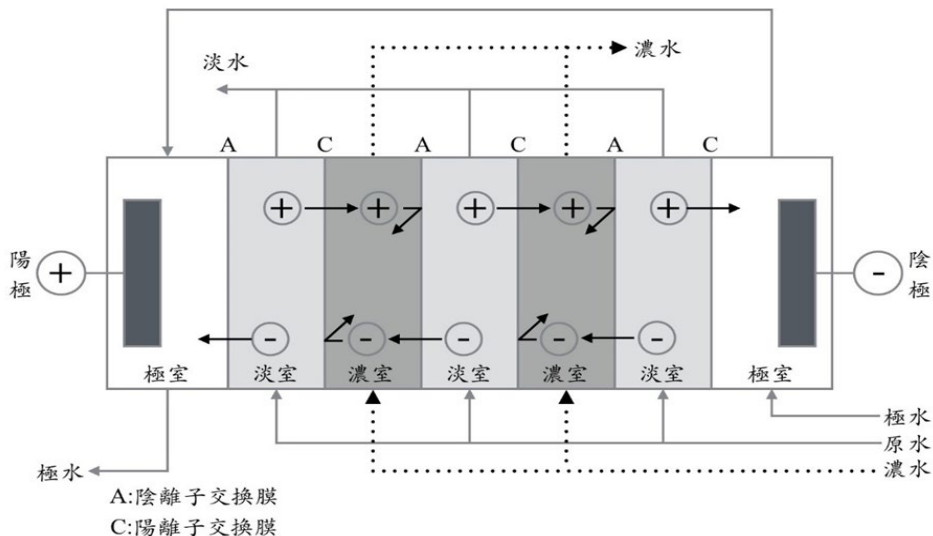 濃水
淡水
A C A C A C
+ + + + +
陽極 + - 陰極
- - - - -
極室 淡室 濃室 淡室 濃室 淡室 極室
極水
原水
極水 濃水
A:陰離子交換膜
C:陽離子交換膜